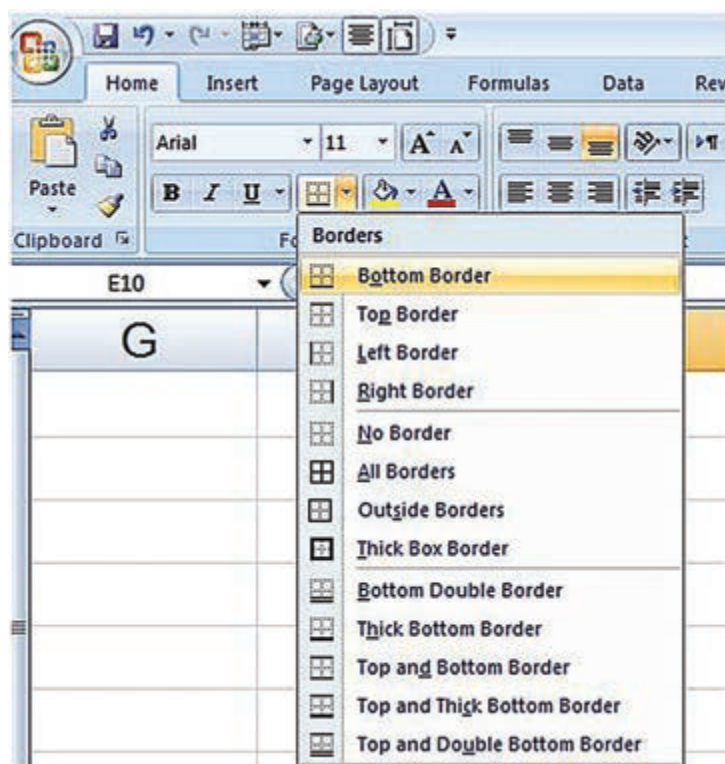 Home Insert Page Layout Formulas Data Rev
Arial 11 A A
Paste B I U A
Clipboard Fo
Borders
E10
Bottom Border
G
Top Border
Left Border
Right Border
No Border
All Borders
Outside Borders
Thick Box Border
Bottom Double Border
Thick Bottom Border
Top and Bottom Border
Top and Thick Bottom Border
Top and Double Bottom Border